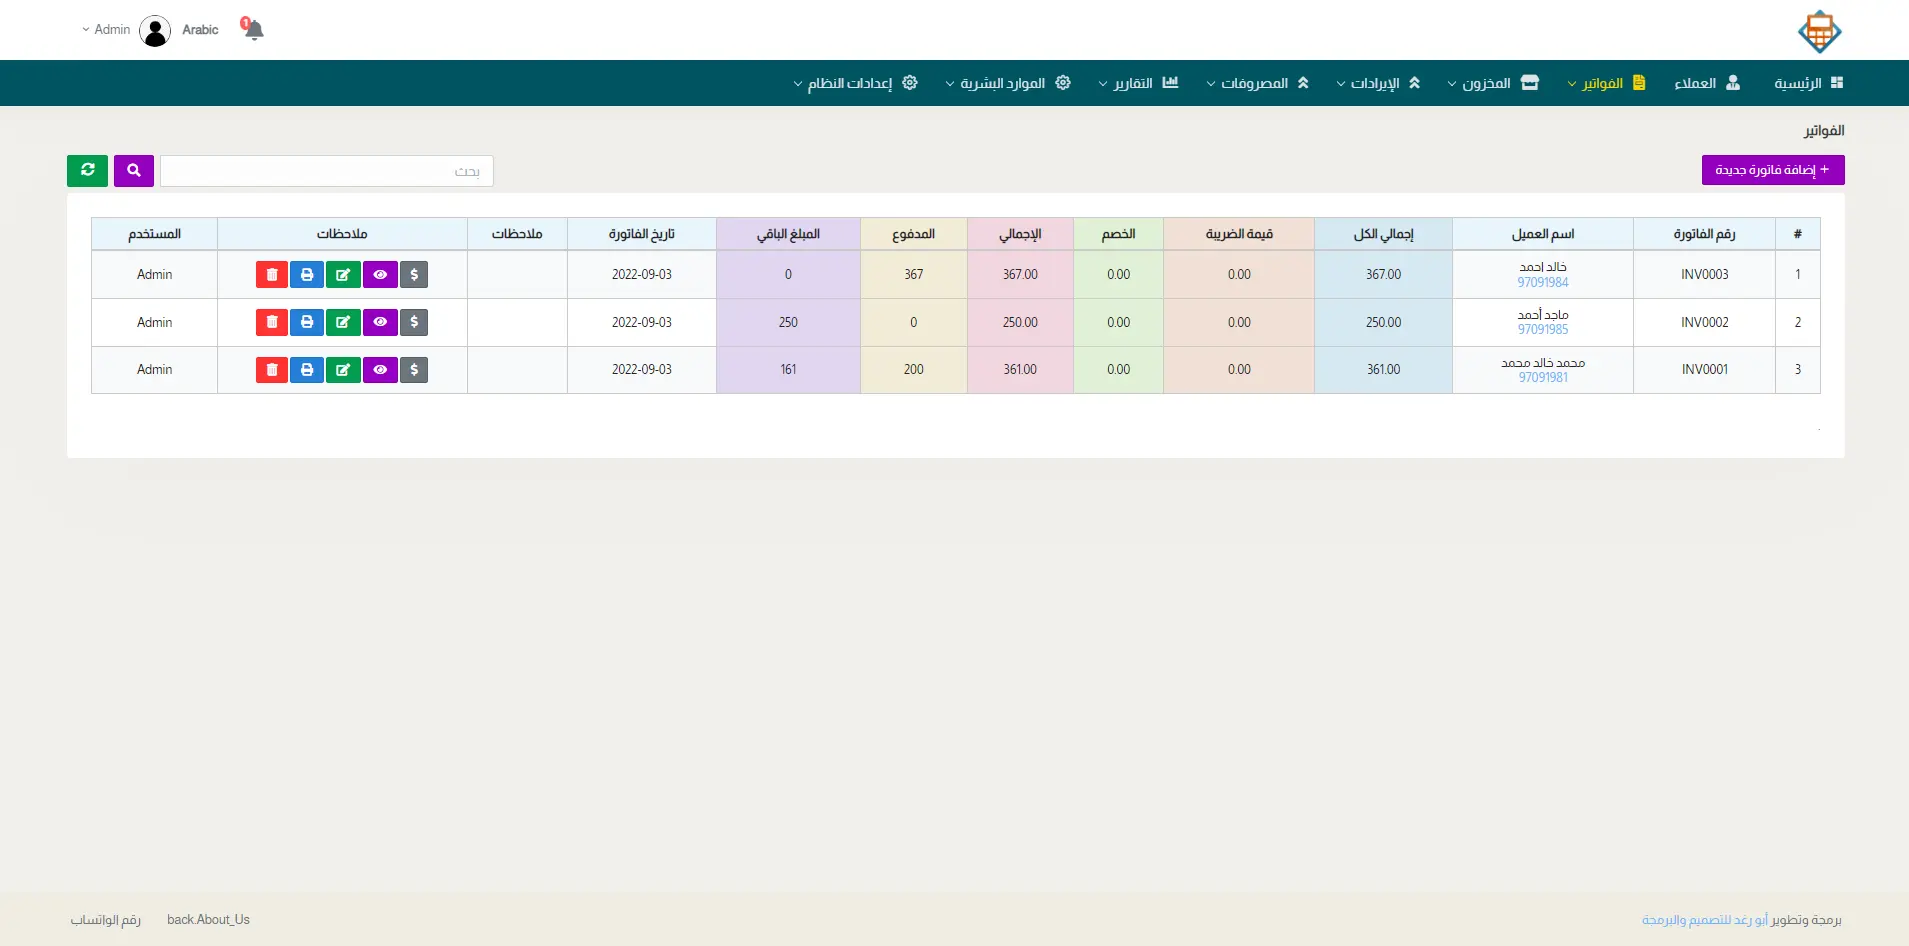 1 Arabic Admin
الرئيسية العملاء الفواتير المخزون الإيرادات المصروفات التقارير الموارد البشرية إعدادات النظام
الفواتير
+ إضافة فاتورة جديدة بحث
# رقم الفاتورة اسم العميل إجمالي الكل قيمة الضريبة الخصم الإجمالي المدفوع المبلغ الباقي تاريخ الفاتورة ملاحظات ملاحظات المستخدم
1 INV0003 خالد احمد 367.00 0.00 0.00 367.00 367 0 2022-09-03 $ Admin
97091984
2 INV0002 ماجد أحمد 250.00 0.00 0.00 250.00 0 250 2022-09-03 $ Admin
97091985
3 INV0001 محمد خالد محمد 361.00 0.00 0.00 361.00 200 161 2022-09-03 $ Admin
97091981
.
برمجة وتطوير أبو رغد للتصميم والبرمجة back.About_Us رقم الواتساب